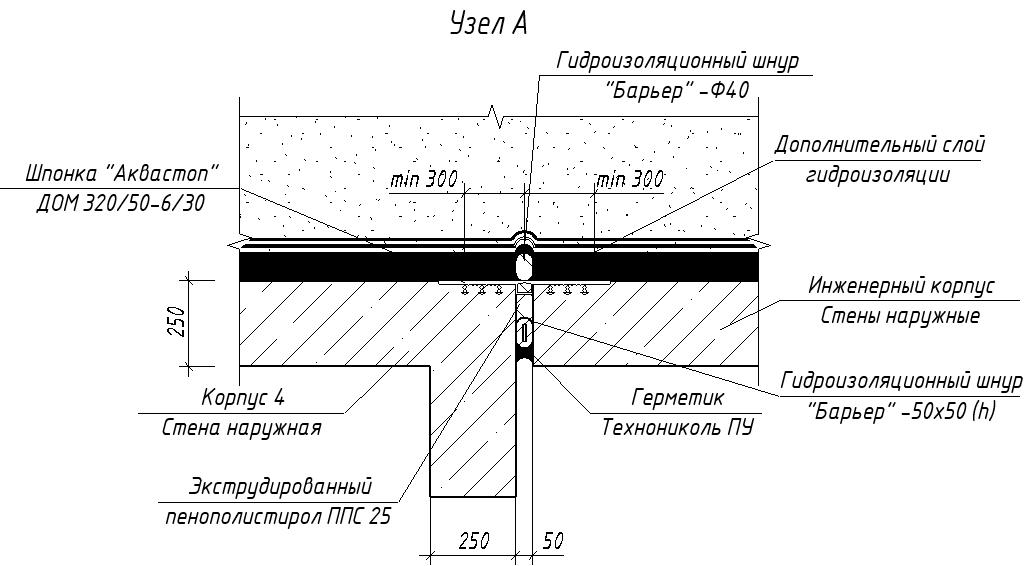 Узел А
Гидроизоляционный шнур
"Барьер" -Ф40
Дополнительный слой
гидроизоляции
Шпонка "Аквастоп"
ДОМ 320/50-6/30
min 300
min 300
250
Инженерный корпус
Стены наружные
Гидроизоляционный шнур
"Барьер" -50х50 (h)
Корпус 4
Стена наружная
Герметик
Технониколь ПУ
Экструдированный
пенополистирол ППС 25
250
50